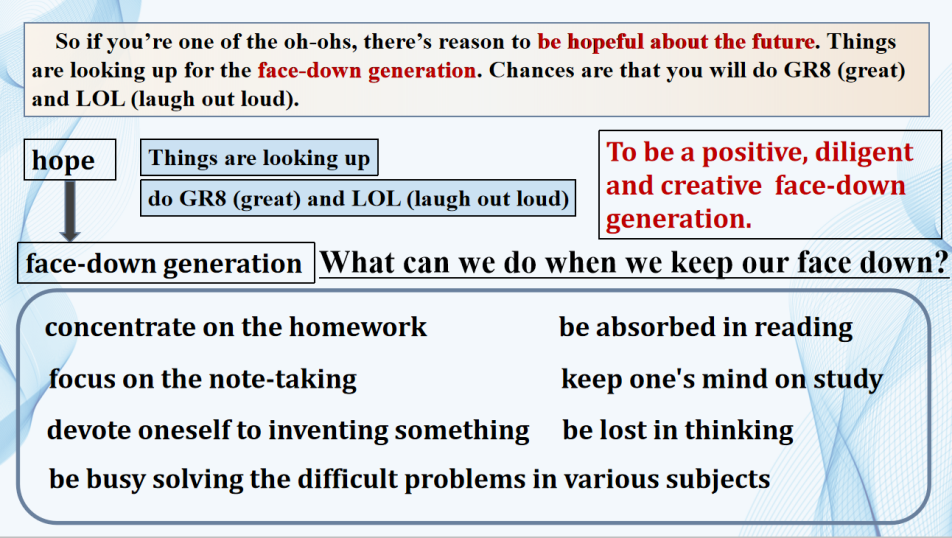 So if you're one of the oh-ohs, there's reason to be hopeful about the future. Things
are looking up for the face-down generation. Chances are that you will do GR8 (great)
and LOL (laugh out loud).
hope
Things are looking up
do GR8 (great) and LOL (laugh out loud)
To be a positive, diligent
and creative face-down
generation.
face-down generation
What can we do when we keep our face down?
concentrate on the homework
be absorbed in reading
focus on the note-taking
keep one's mind on study
devote oneself to inventing something
be lost in thinking
be busy solving the difficult problems in various subjects